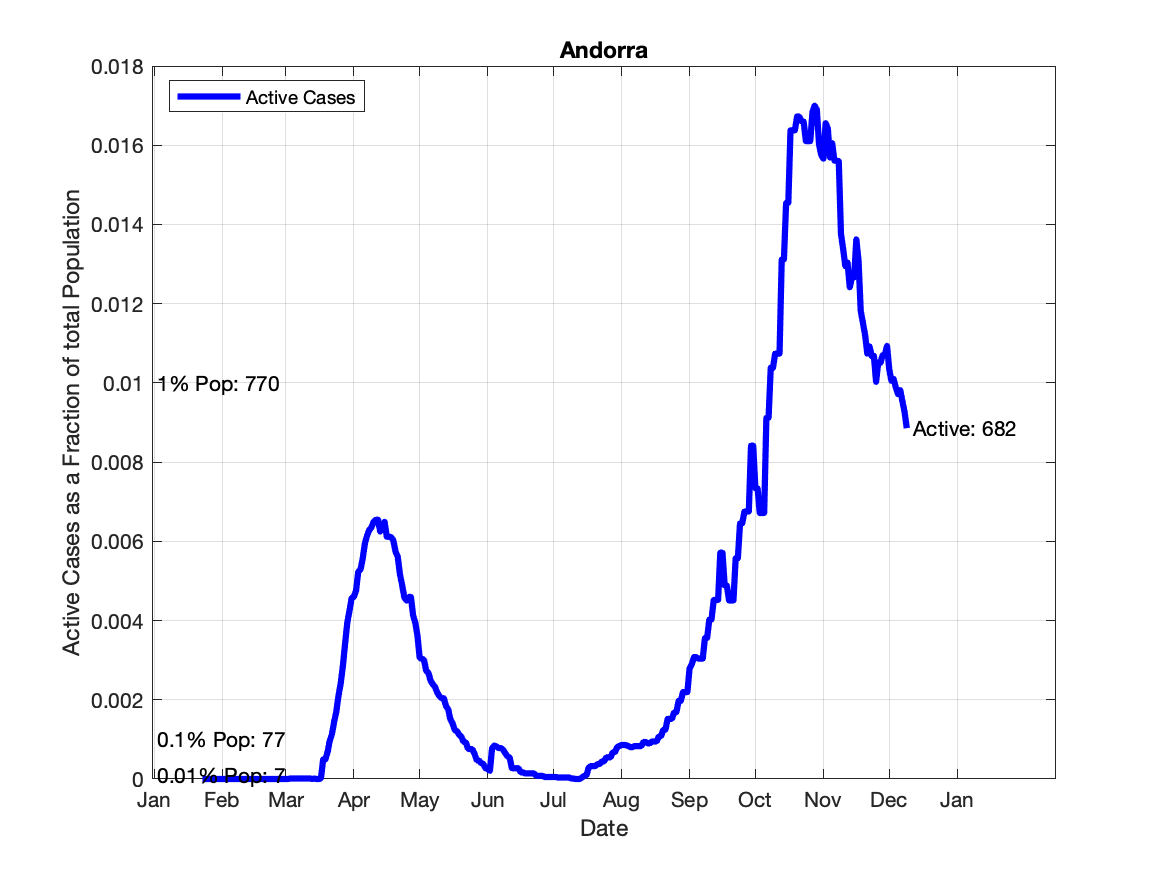 Andorra
Active Cases
Active Cases as a Fraction of total Population
0.018
0.016
0.014
0.012
0.01
0.008
0.006
0.004
0.002
0
1% Pop: 770
Active: 682
0.1% Pop: 77
0.01% Pop: 7
Jan Feb Mar Apr May Jun Jul Aug Sep Oct Nov Dec Jan
Date